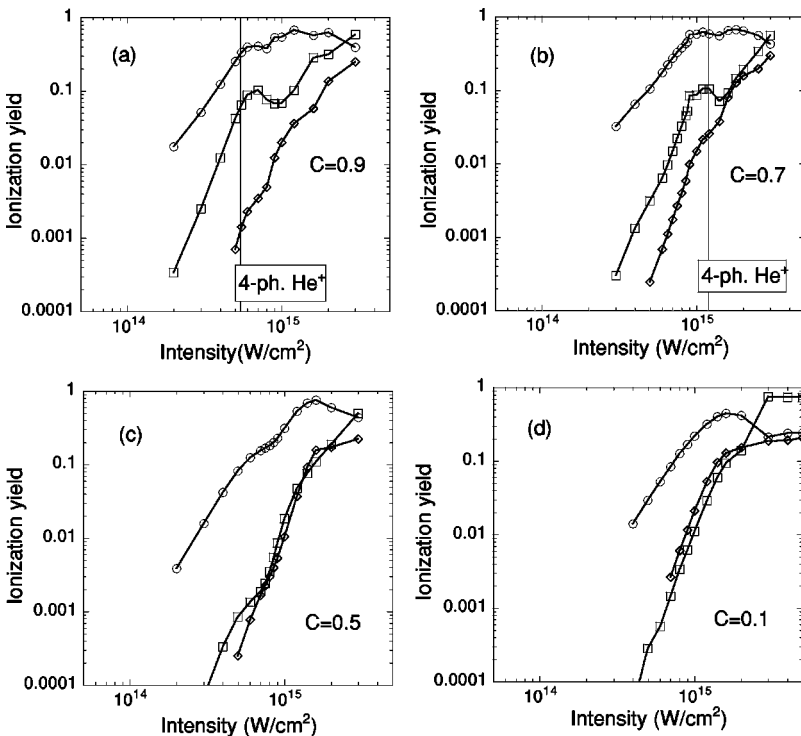 1
0.1
0.01
0.001
0.0001
Ionization yield
(a)
C=0.9
4-ph. He⁺
10¹⁴
10¹⁵
Intensity(W/cm²)
1
0.1
0.01
0.001
0.0001
Ionization yield
(b)
C=0.7
4-ph. He⁺
10¹⁴
10¹⁵
Intensity (W/cm²)
1
0.1
0.01
0.001
0.0001
Ionization yield
(c)
C=0.5
10¹⁴
10¹⁵
Intensity (W/cm²)
1
0.1
0.01
0.001
0.0001
Ionization yield
(d)
C=0.1
10¹⁴
10¹⁵
Intensity (W/cm²)